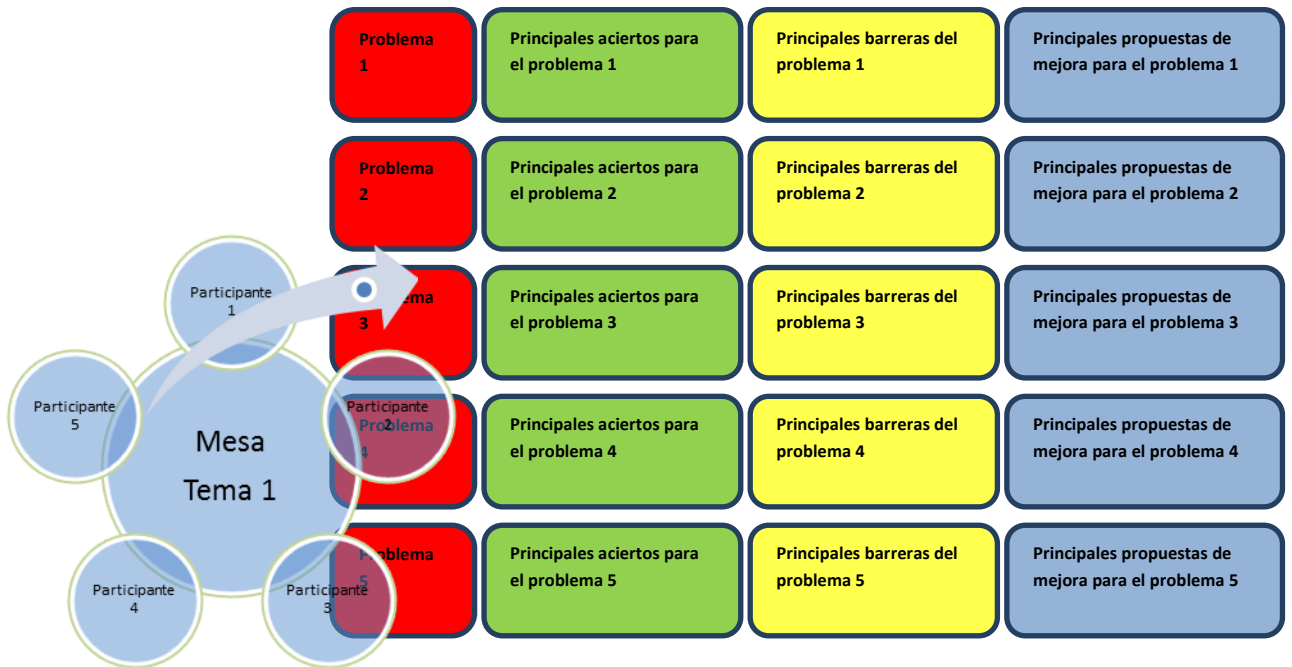 Problema
1
Principales aciertos para
el problema 1
Principales barreras del
problema 1
Principales propuestas de
mejora para el problema 1
Problema
2
Principales aciertos para
el problema 2
Principales barreras del
problema 2
Principales propuestas de
mejora para el problema 2
ema
3
Principales aciertos para
el problema 3
Principales barreras del
problema 3
Principales propuestas de
mejora para el problema 3
Problema
4
Principales aciertos para
el problema 4
Principales barreras del
problema 4
Principales propuestas de
mejora para el problema 4
Problema
5
Principales aciertos para
el problema 5
Principales barreras del
problema 5
Principales propuestas de
mejora para el problema 5
Participante
1
Participante
2
Participante
3
Participante
4
Participante
5
Mesa
Tema 1